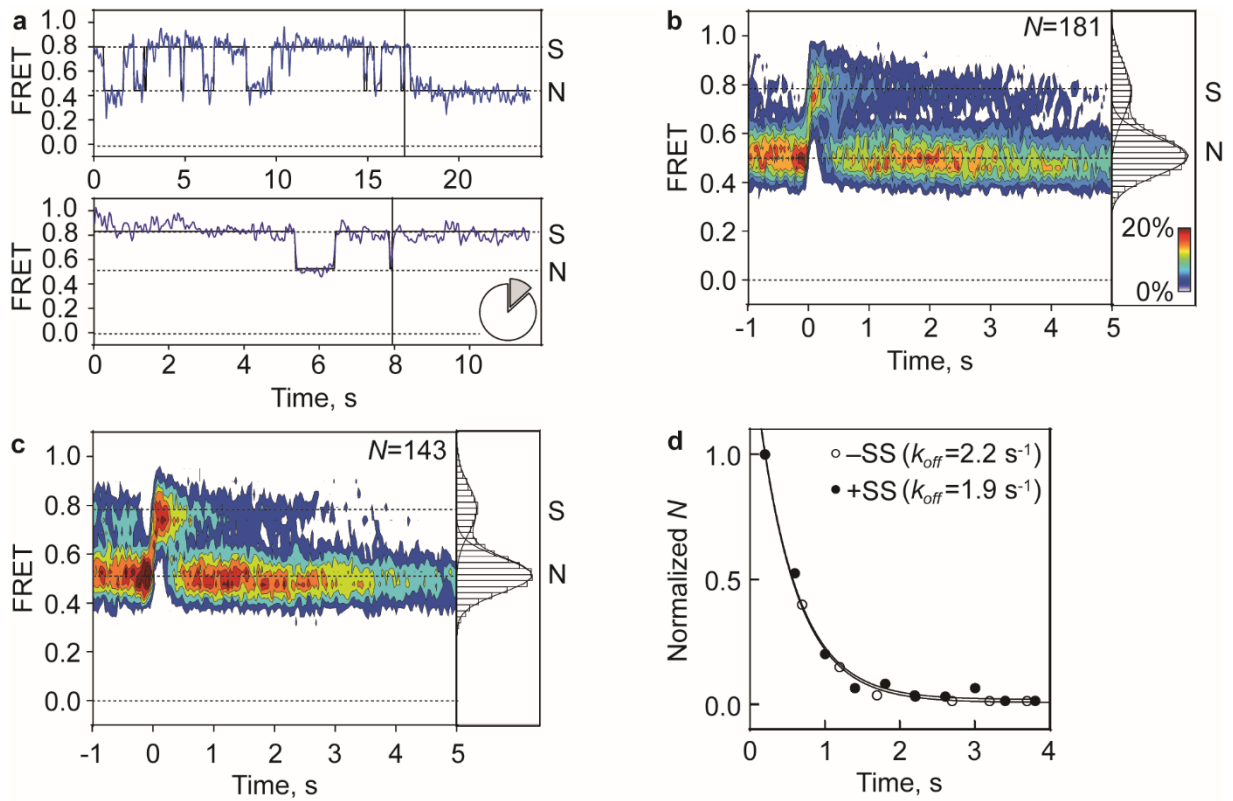 a
1.0
0.8
0.6
0.4
0.2
0.0
FRET
S
N
0 5 10 15 20
1.0
0.8
0.6
0.4
0.2
0.0
FRET
S
N
0 2 4 6 8 10
Time, s
b
N=181
1.0
0.8
0.6
0.4
0.2
0.0
FRET
S
N
20%
0%
-1 0 1 2 3 4 5
Time, s
c
N=143
1.0
0.8
0.6
0.4
0.2
0.0
FRET
S
N
-1 0 1 2 3 4 5
Time, s
d
1.0
0.5
0.0
Normalized N
–SS (koff=2.2 s-1)
+SS (koff=1.9 s-1)
0 1 2 3 4
Time, s